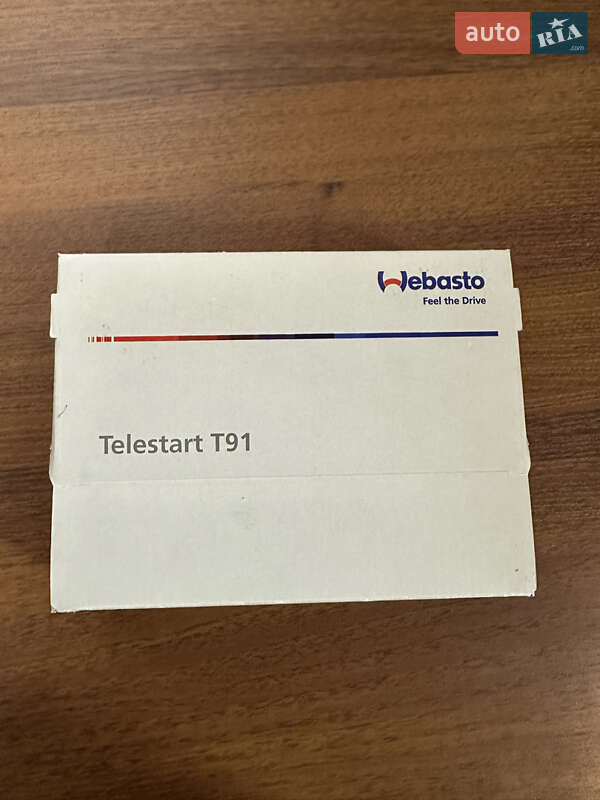 auto RIA.com
Webasto
Feel the Drive
Telestart T91